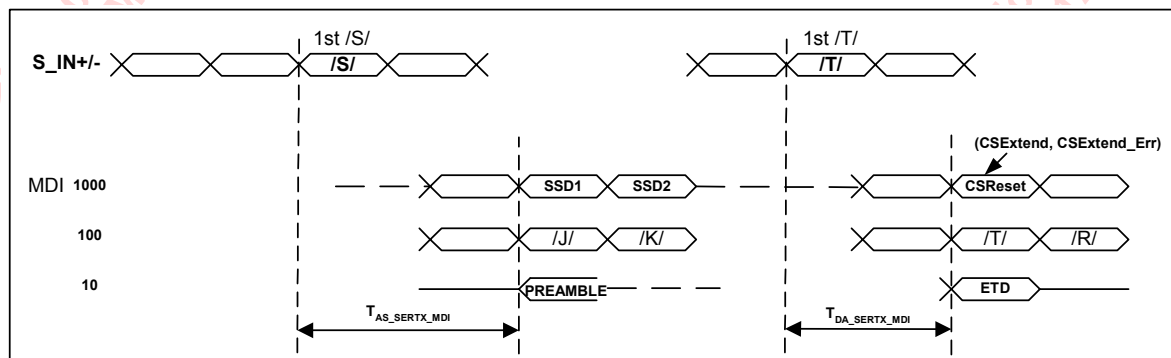 1st /S/ 1st /T/
S_IN+/- /S/ /T/
(CSExtend, CSExtend_Err)
MDI 1000 SSD1 SSD2 CSReset
100 /J/ /K/ /T/ /R/
10 PREAMBLE ETD
TAS_SERTX_MDI TDA_SERTX_MDI